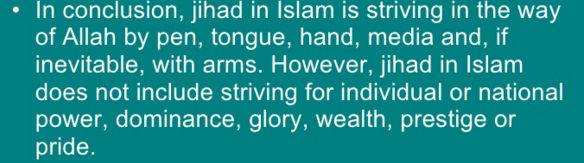 • In conclusion, jihad in Islam is striving in the way
of Allah by pen, tongue, hand, media and, if
inevitable, with arms. However, jihad in Islam
does not include striving for individual or national
power, dominance, glory, wealth, prestige or
pride.